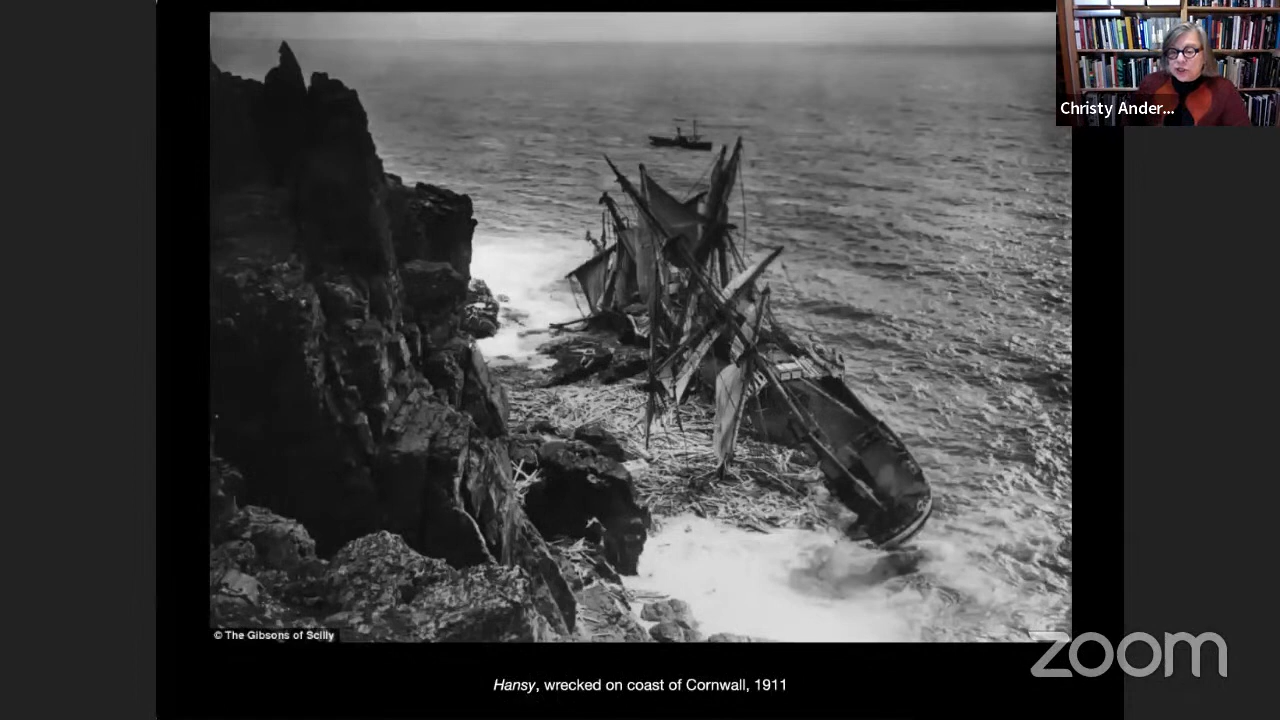 Christy Ander...
© The Gibsons of Scilly
zoom
Hansy, wrecked on coast of Cornwall, 1911